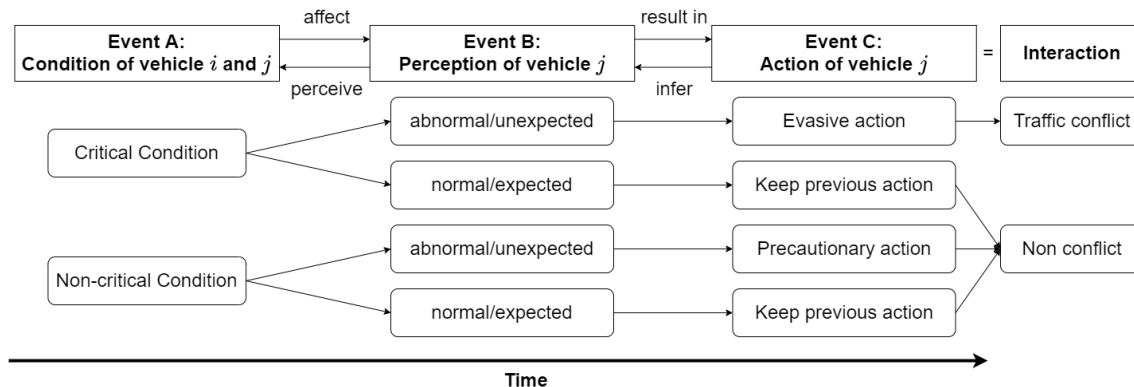 affect
result in
Event A:
Condition of vehicle i and j
Event B:
Perception of vehicle j
Event C:
Action of vehicle j
=
Interaction
perceive
infer
Critical Condition
abnormal/unexpected
Evasive action
Traffic conflict
normal/expected
Keep previous action
Non-critical Condition
abnormal/unexpected
Precautionary action
Non conflict
normal/expected
Keep previous action
Time